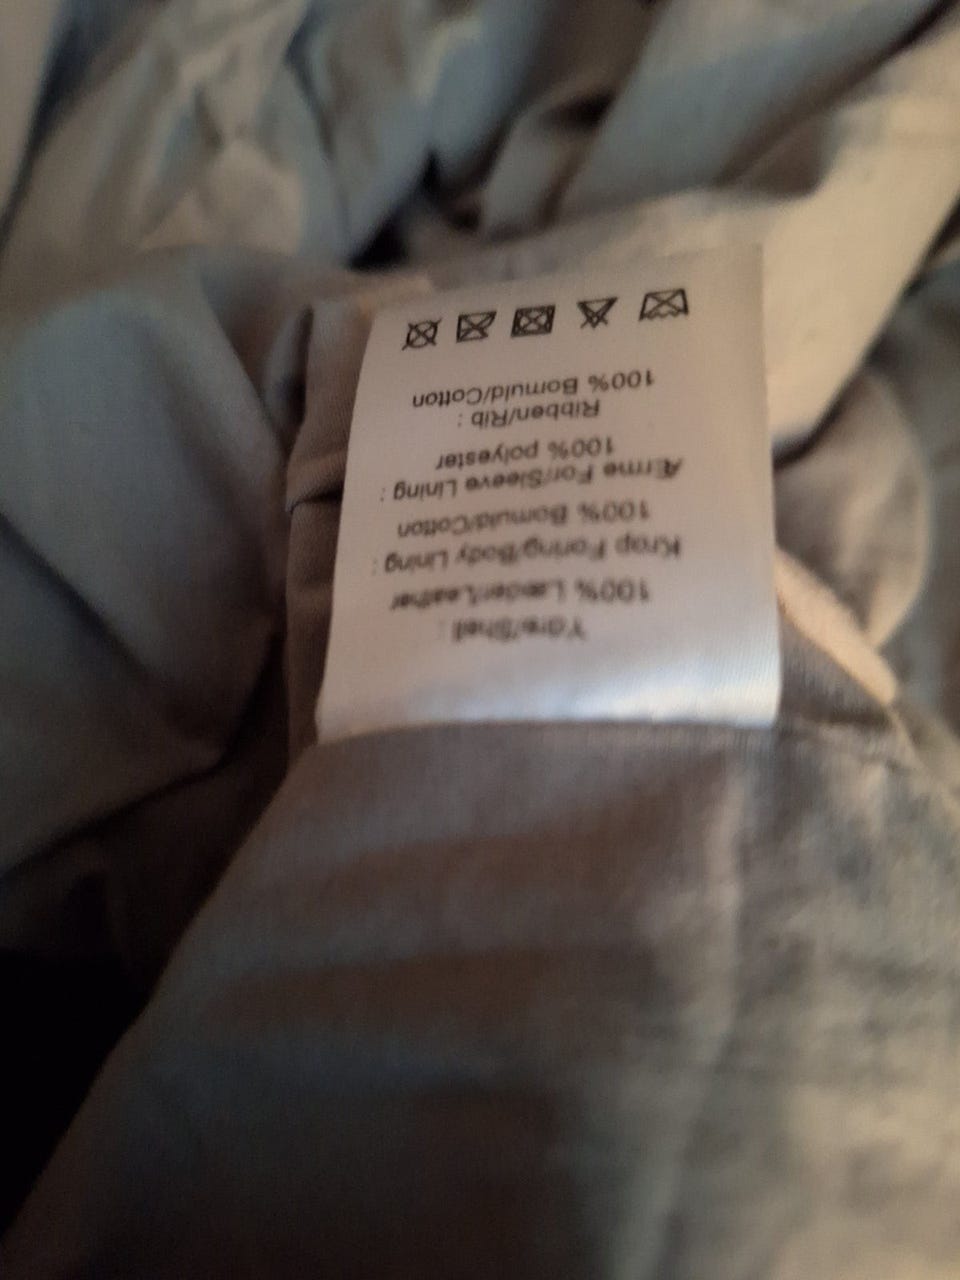 Ydre/Shell :
100% Læder/Leather
Krop Foring/Body Lining :
100% Bomuld/Cotton
Ærme For/Sleeve Lining :
100% polyester
Ribben/Rib :
100% Bomuld/Cotton